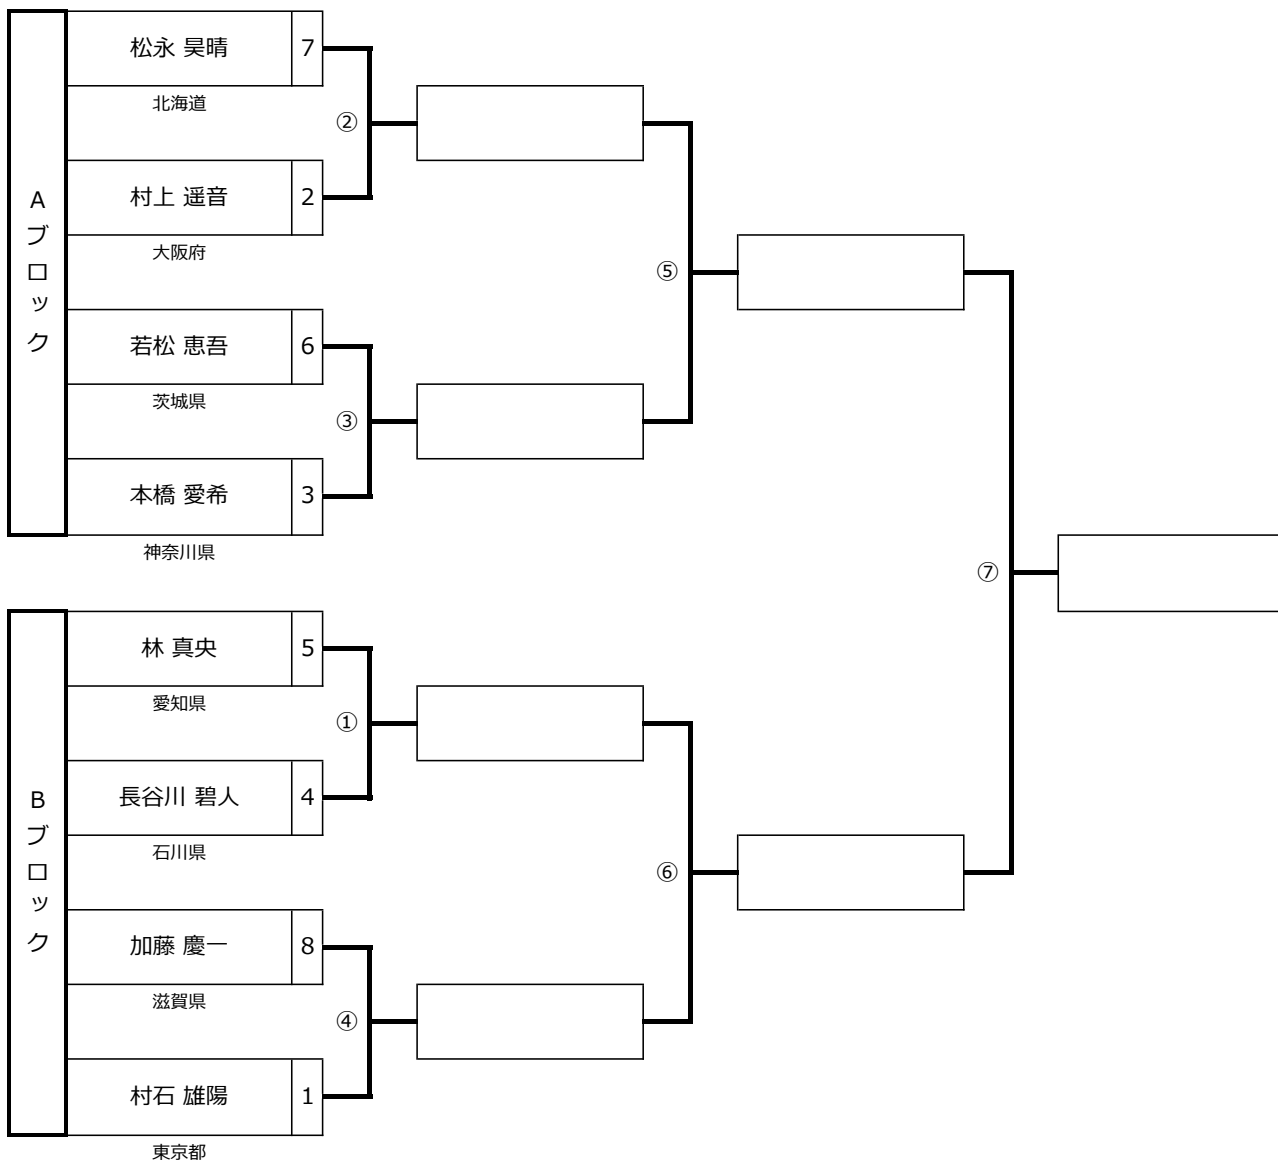 Aブロック
松永 昊晴 7
北海道
②
村上 遥音 2
大阪府
⑤
若松 恵吾 6
茨城県
③
本橋 愛希 3
神奈川県
⑦
Bブロック
林 真央 5
愛知県
①
長谷川 碧人 4
石川県
⑥
加藤 慶一 8
滋賀県
④
村石 雄陽 1
東京都